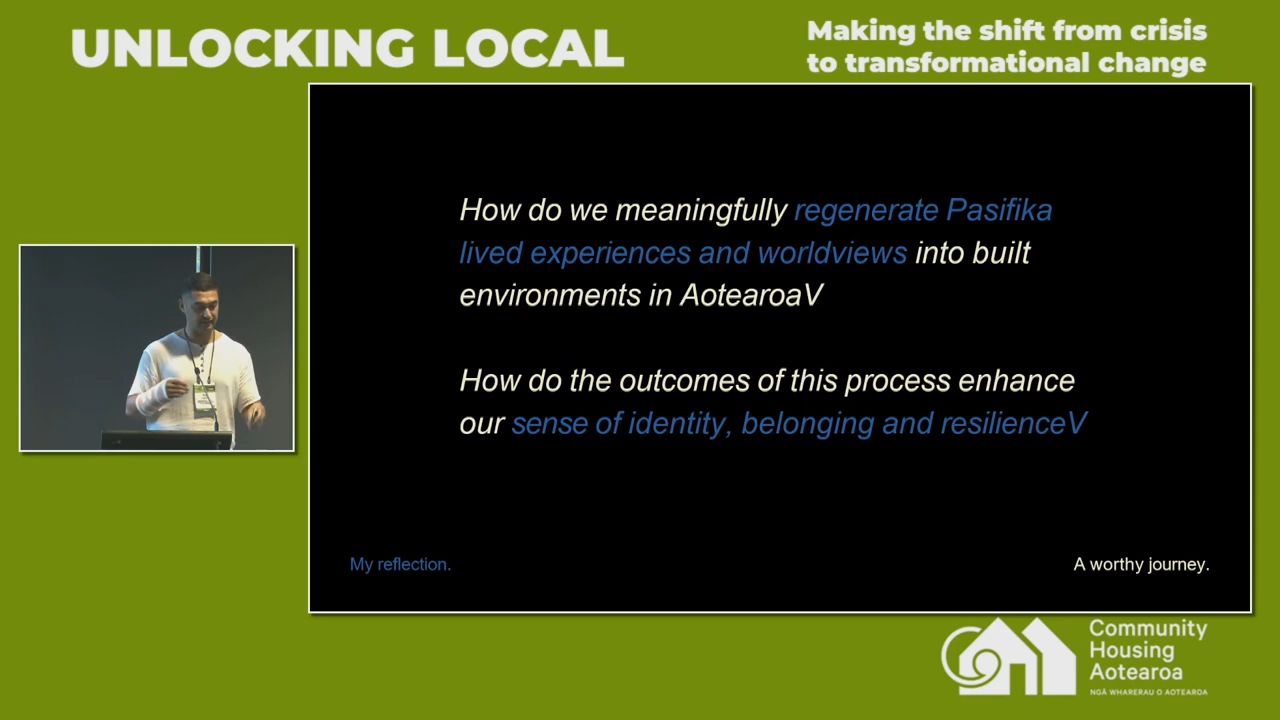 UNLOCKING LOCAL
Making the shift from crisis
to transformational change
How do we meaningfully regenerate Pasifika
lived experiences and worldviews into built
environments in AotearoaV
How do the outcomes of this process enhance
our sense of identity, belonging and resilienceV
My reflection.
A worthy journey.
Community
Housing
Aotearoa
NGĀ WHARERAU O AOTEAROA